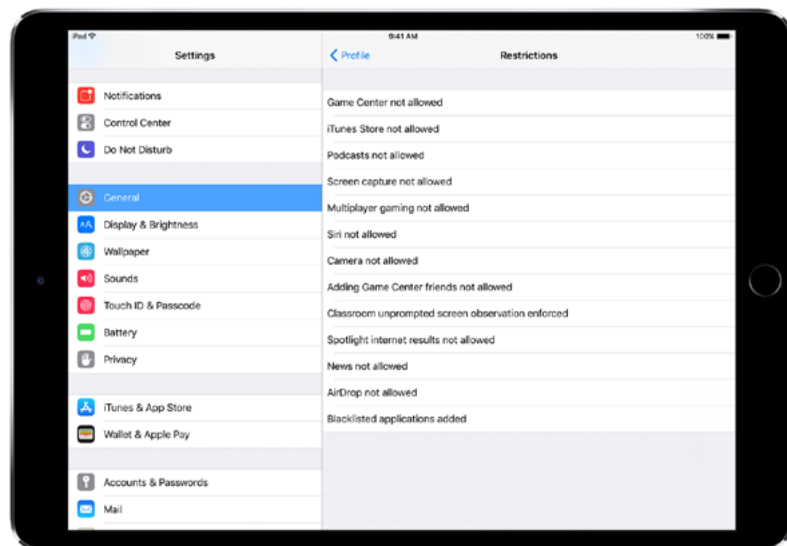 iPad 9:41 AM 100%
Settings
Profile Restrictions
Notifications
Control Center
Do Not Disturb
General
Display & Brightness
Wallpaper
Sounds
Touch ID & Passcode
Battery
Privacy
iTunes & App Store
Wallet & Apple Pay
Accounts & Passwords
Mail
Game Center not allowed
iTunes Store not allowed
Podcasts not allowed
Screen capture not allowed
Multiplayer gaming not allowed
Siri not allowed
Camera not allowed
Adding Game Center friends not allowed
Classroom unprompted screen observation enforced
Spotlight internet results not allowed
News not allowed
AirDrop not allowed
Blacklisted applications added